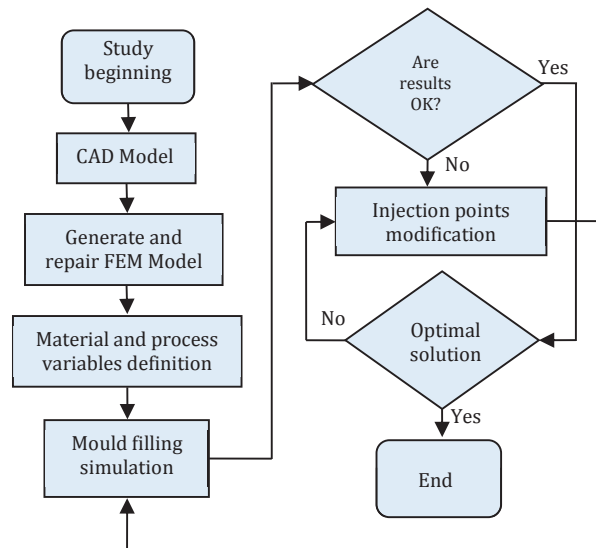 Study
beginning
CAD Model
Generate and
repair FEM Model
Material and process
variables definition
Mould filling
simulation
Are
results
OK?
Yes
No
Injection points
modification
No
Optimal
solution
Yes
End